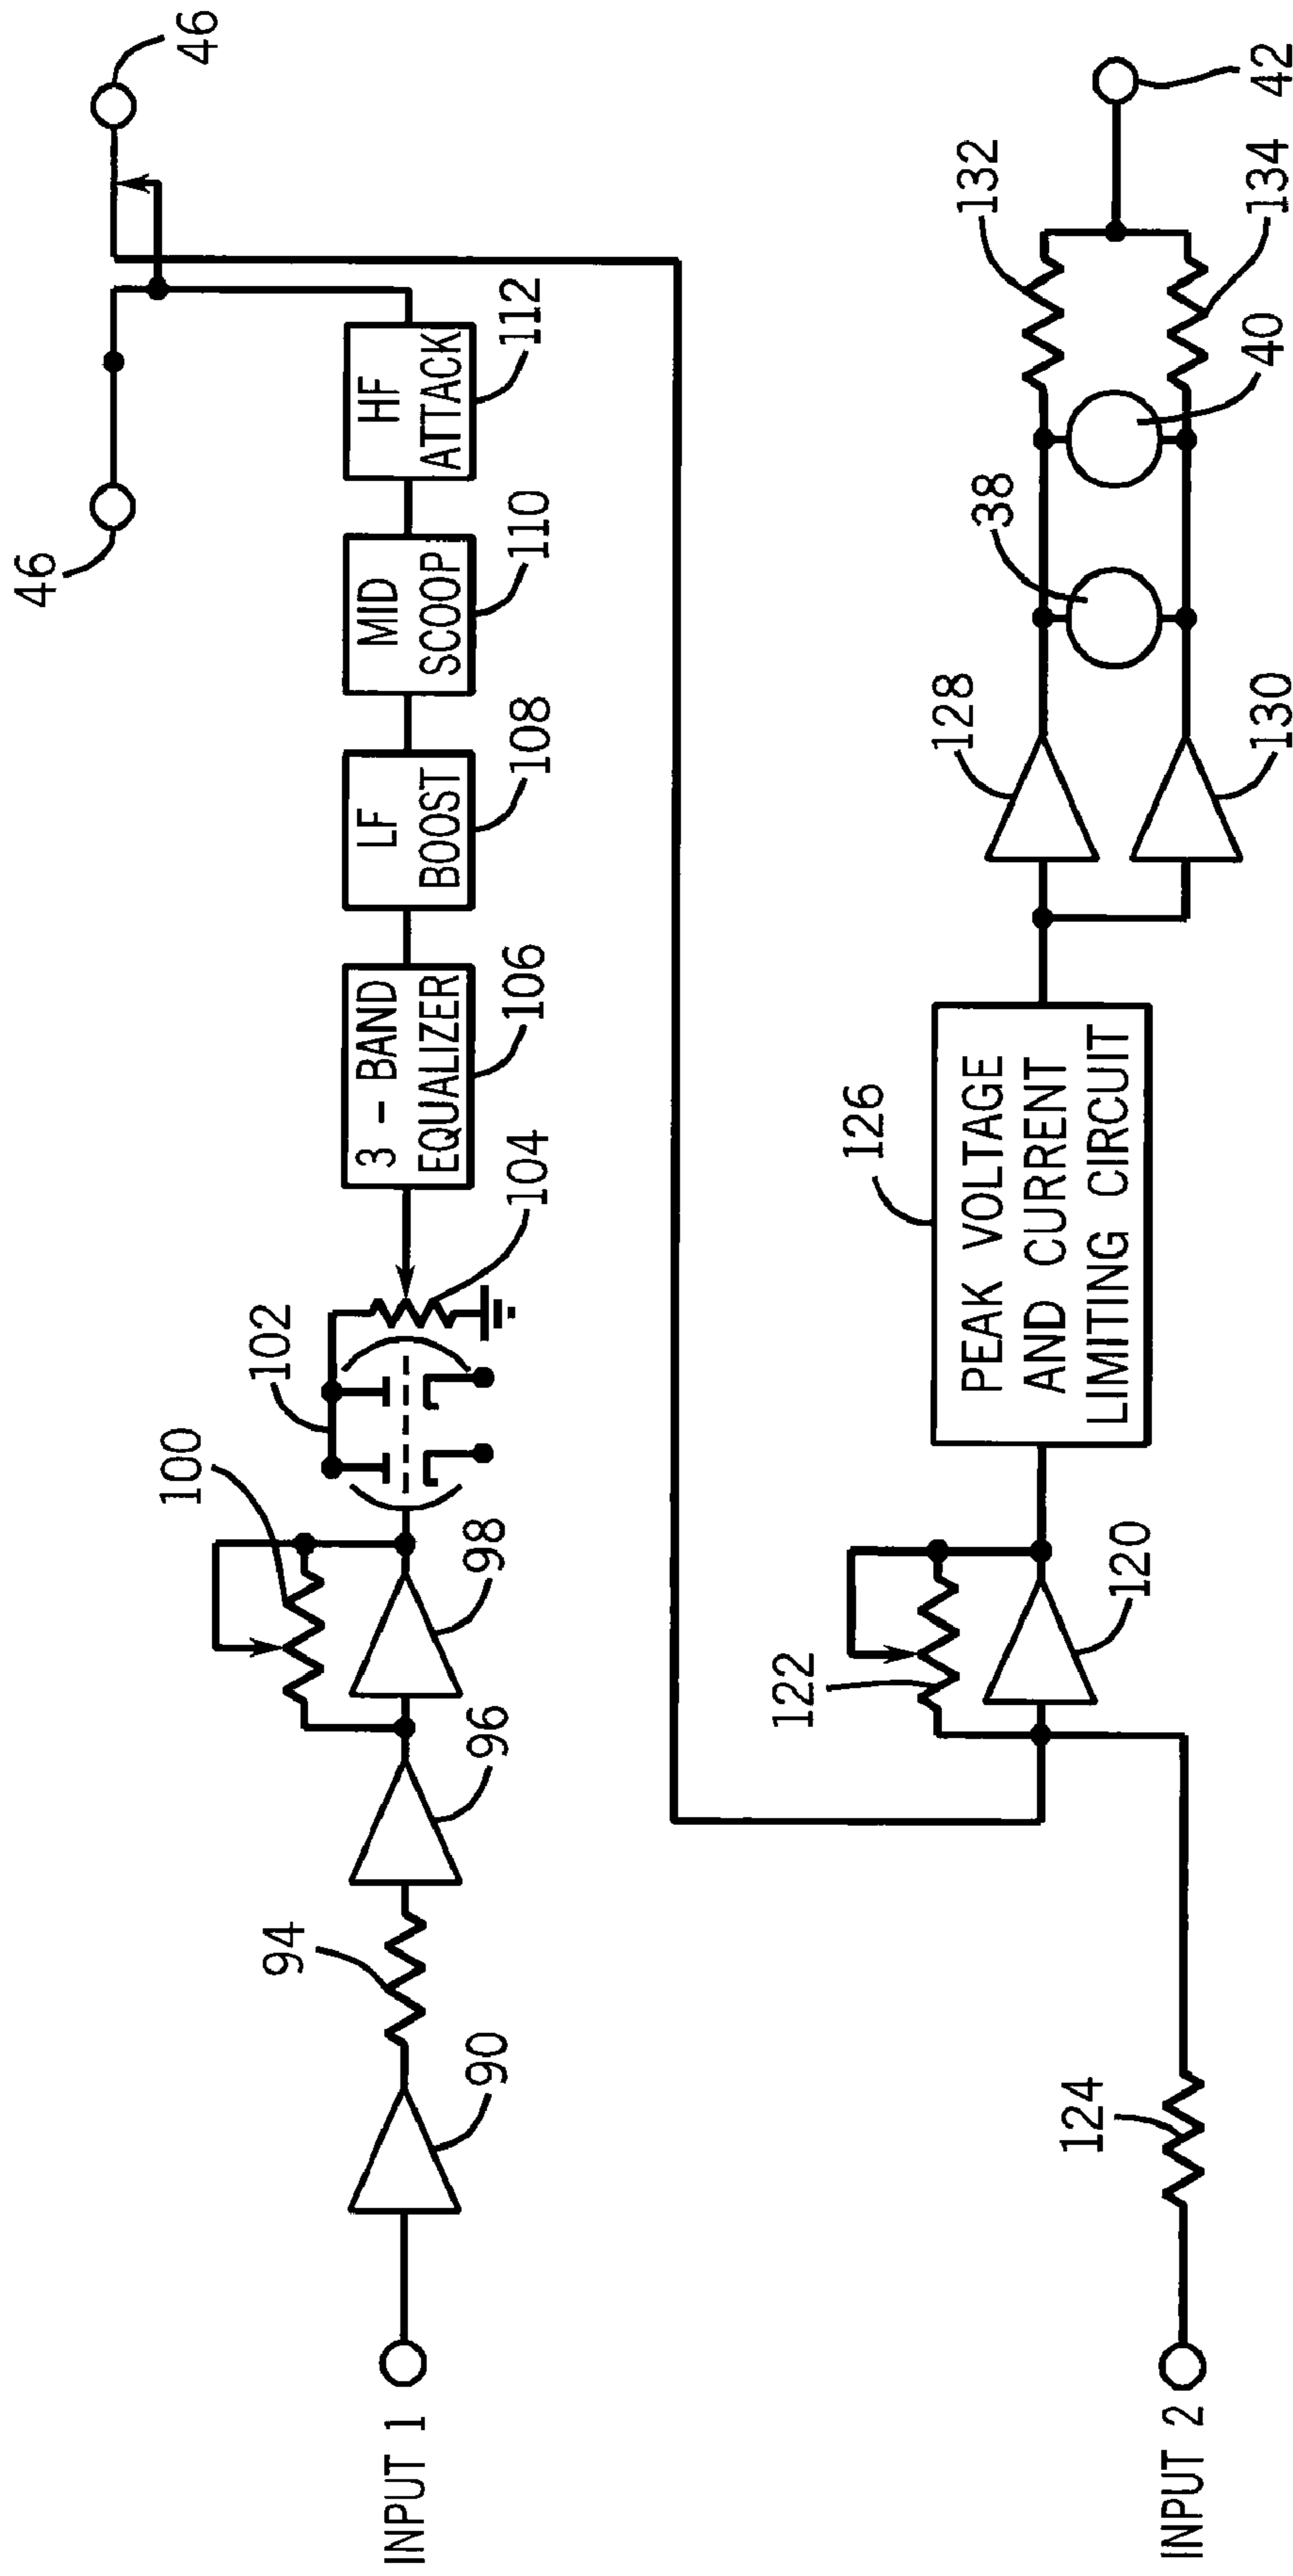 46
46
INPUT 1
90
94
96
98
100
102
104
3 - BAND
EQUALIZER
106
LF
BOOST
108
MID
SCOOP
110
HF
ATTACK
112
INPUT 2
124
122
120
126
PEAK VOLTAGE
AND CURRENT
LIMITING CIRCUIT
128
130
38
40
132
134
42